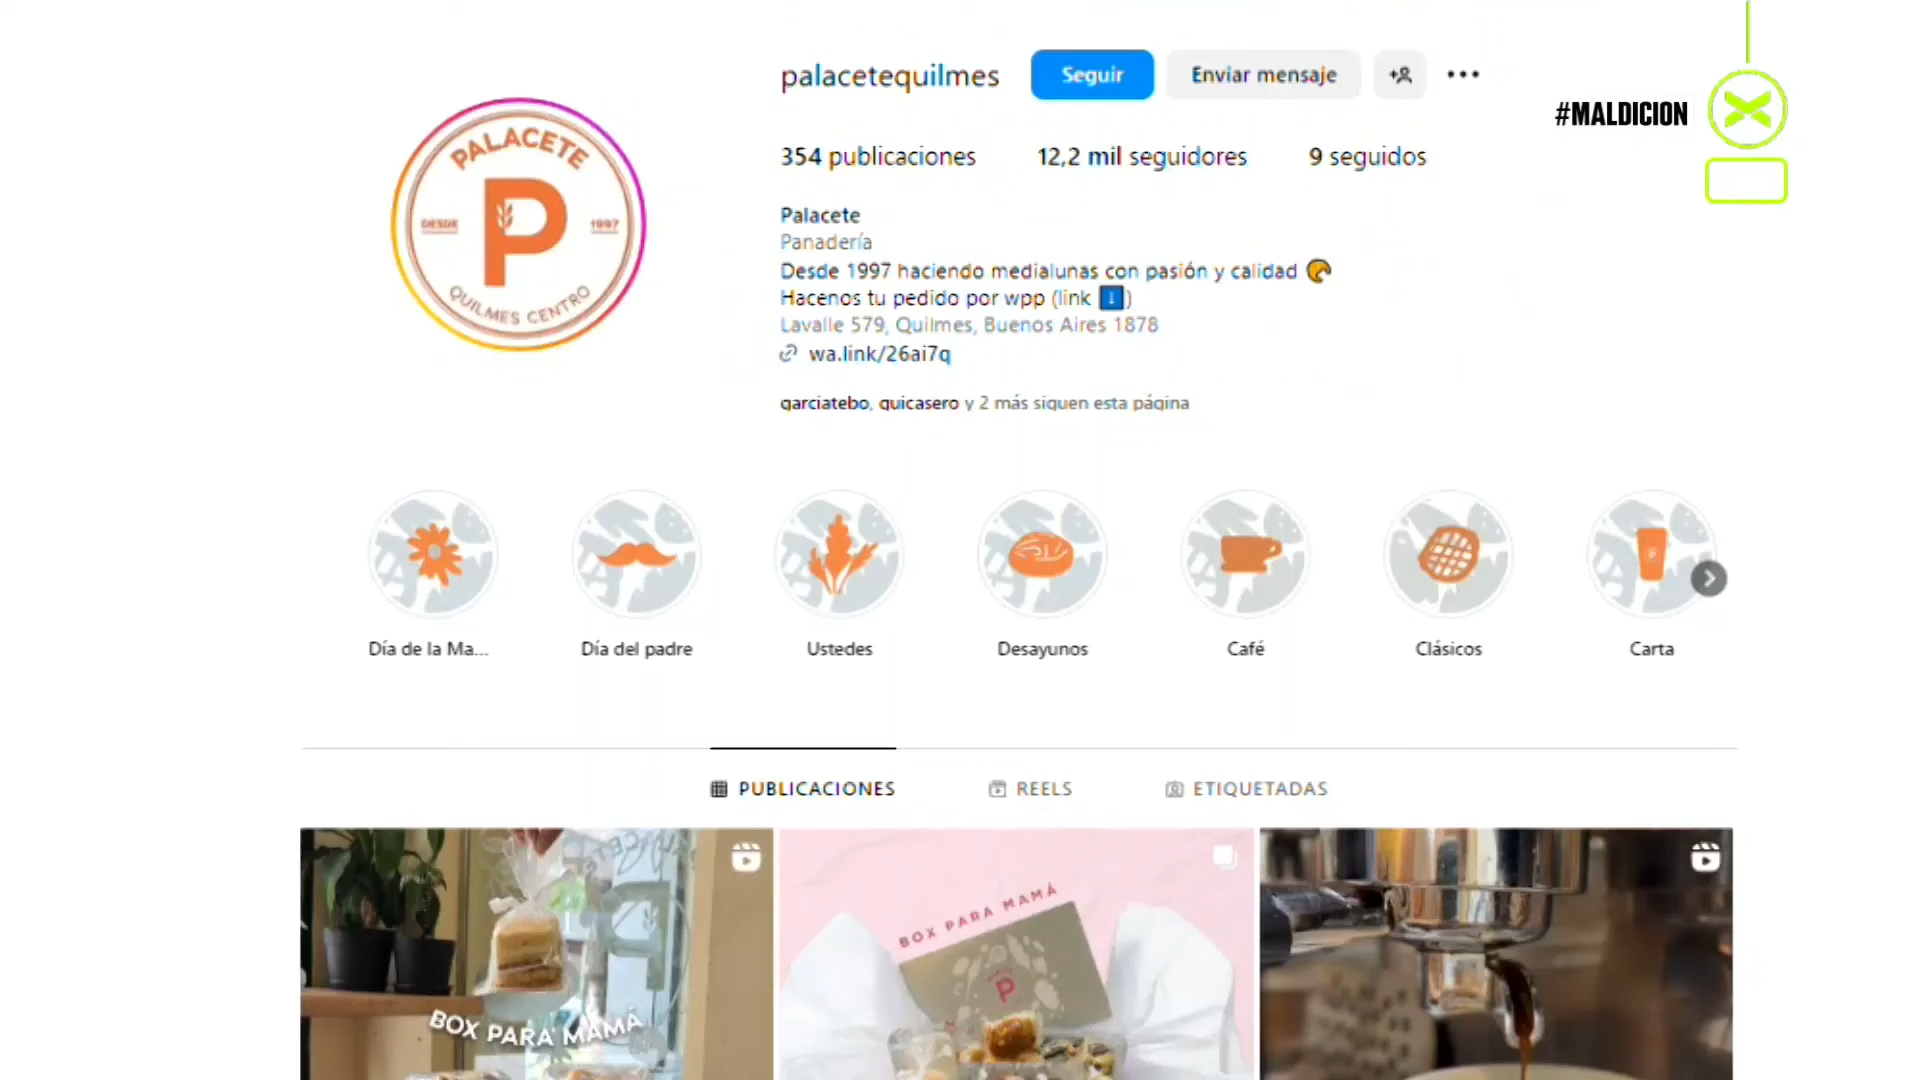 palacetequilmes
Seguir
Enviar mensaje
#MALDICION
354 publicaciones
12,2 mil seguidores
9 seguidos
PALACETE
P
DESDE
1997
QUILMES CENTRO
Palacete
Panadería
Desde 1997 haciendo medialunas con pasión y calidad
Hacenos tu pedido por wpp (link ⬇️)
Lavalle 579, Quilmes, Buenos Aires 1878
wa.link/26ai7q
garciatebo, guicasero y 2 más siguen esta página
Día de la Ma...
Día del padre
Ustedes
Desayunos
Café
Clásicos
Carta
PUBLICACIONES
REELS
ETIQUETADAS
BOX PARA MAMÁ
BOX PARA MAMÁ
P